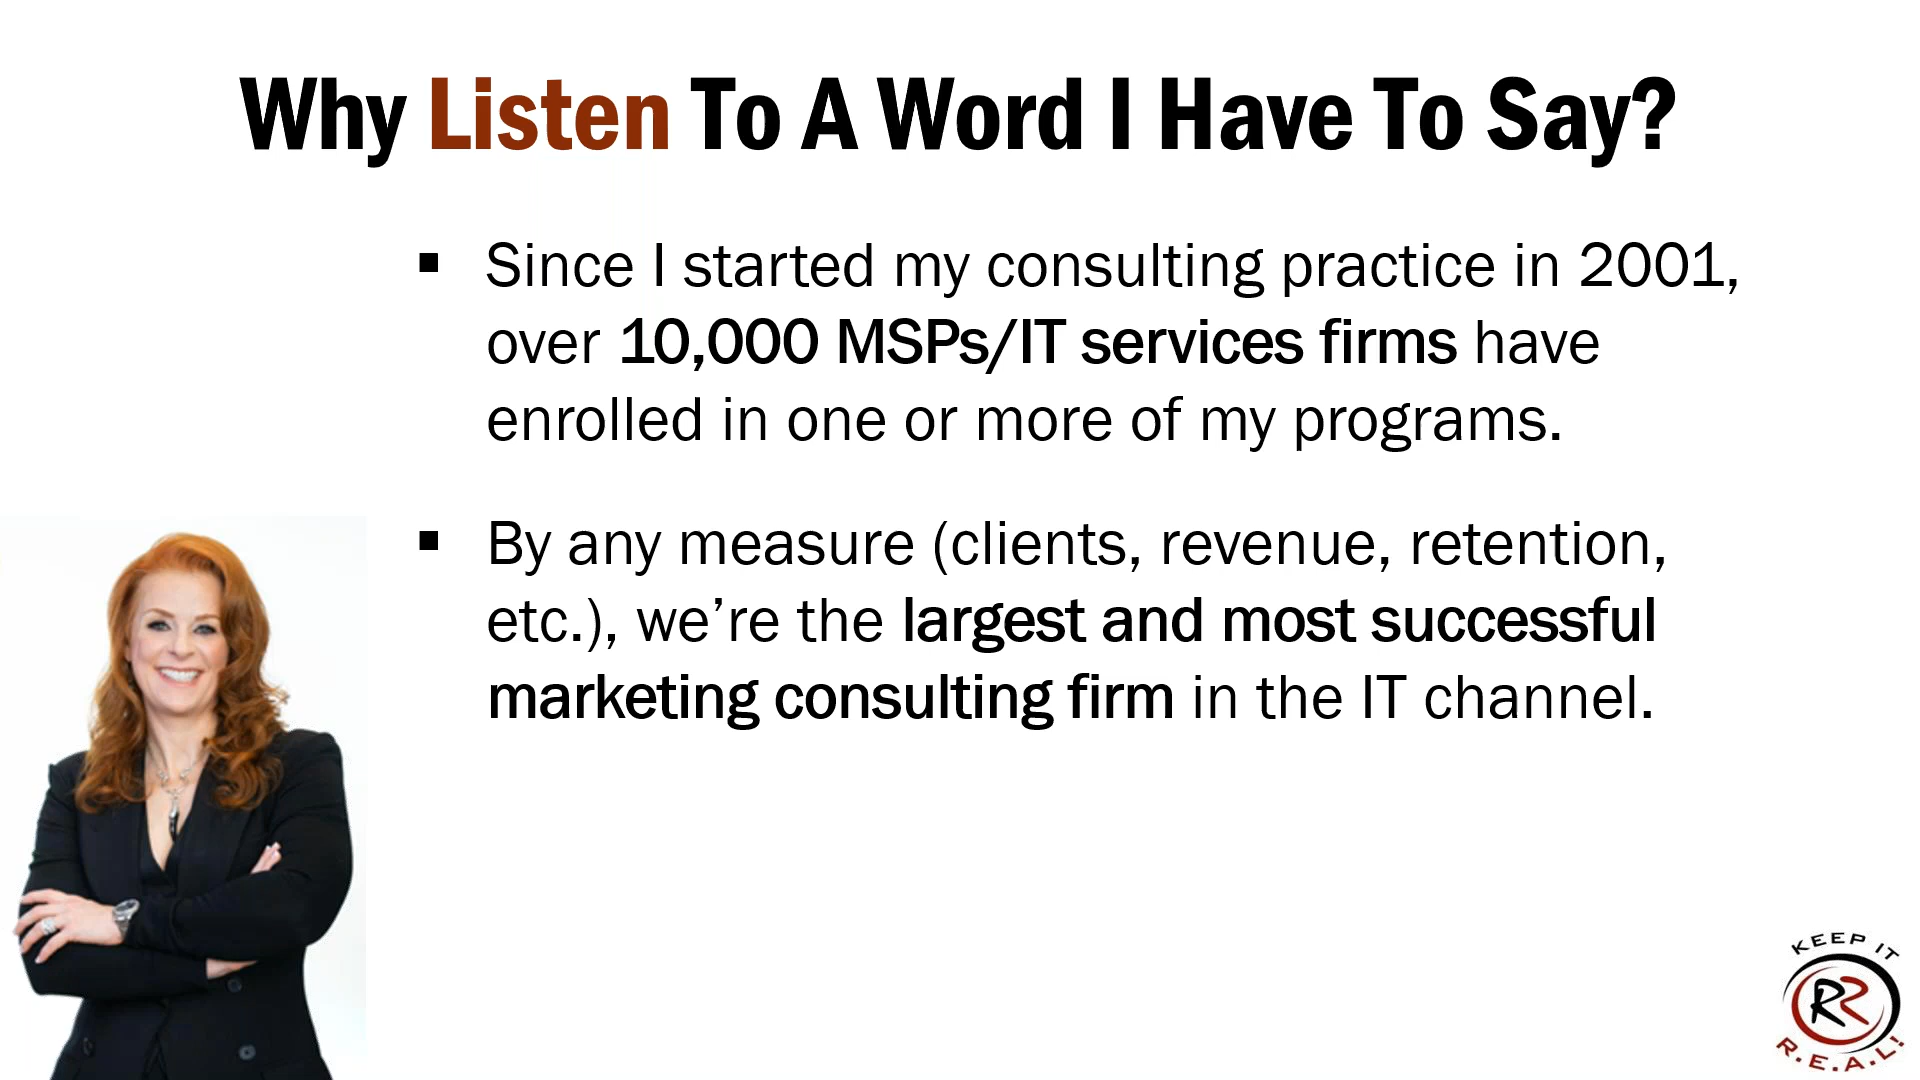 Why Listen To A Word I Have To Say?
▪ Since I started my consulting practice in 2001,
over 10,000 MSPs/IT services firms have
enrolled in one or more of my programs.
▪ By any measure (clients, revenue, retention,
etc.), we’re the largest and most successful
marketing consulting firm in the IT channel.
KEEP IT
RR
R.E.A.L!